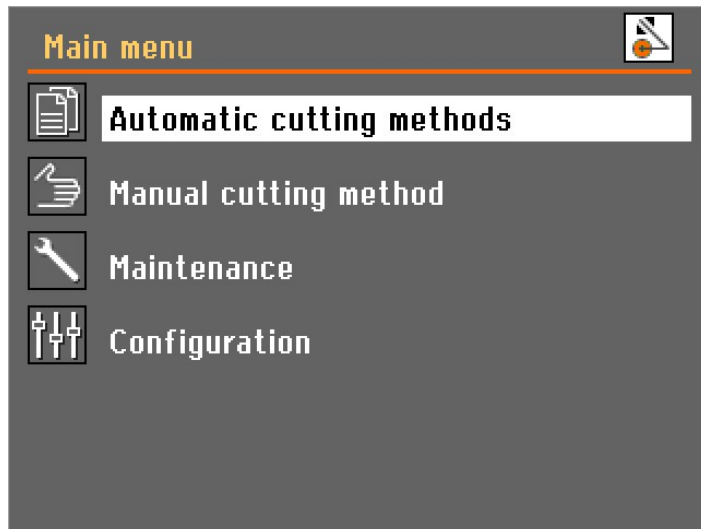 Main menu
Automatic cutting methods
Manual cutting method
Maintenance
Configuration